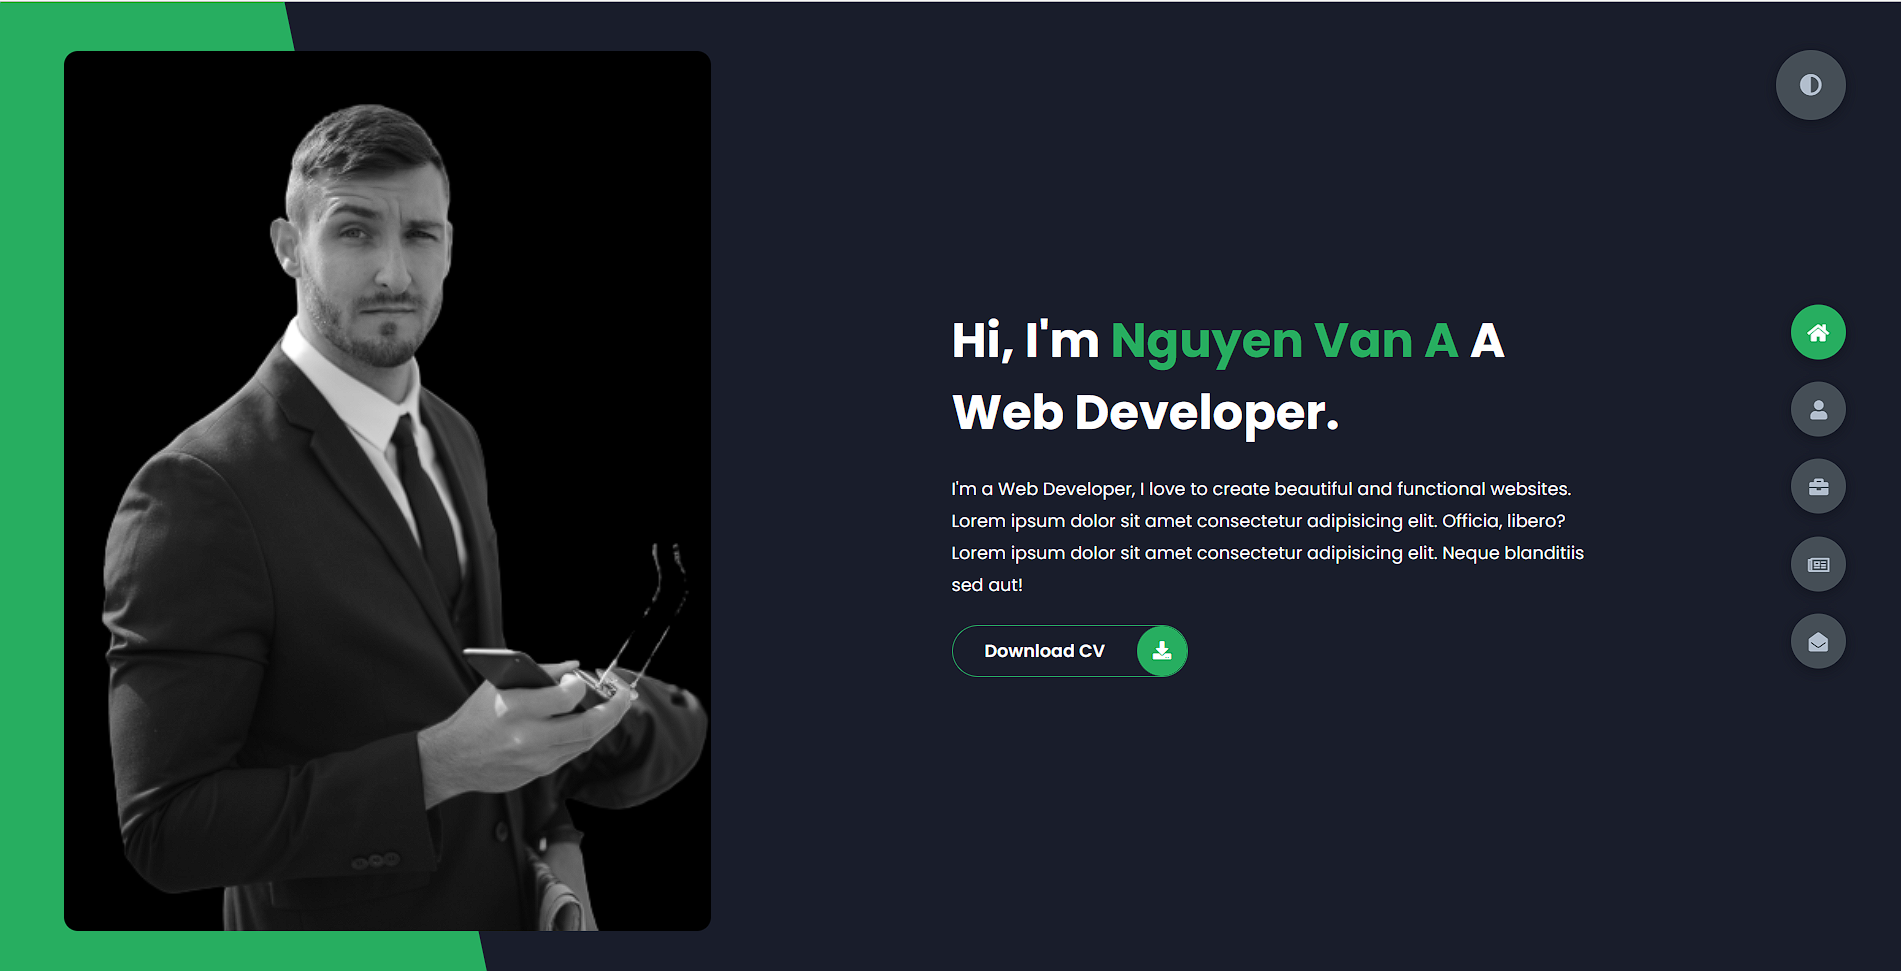 Hi, I'm Nguyen Van A A
Web Developer.
I'm a Web Developer, I love to create beautiful and functional websites.
Lorem ipsum dolor sit amet consectetur adipisicing elit. Officia, libero?
Lorem ipsum dolor sit amet consectetur adipisicing elit. Neque blanditiis
sed aut!
Download CV